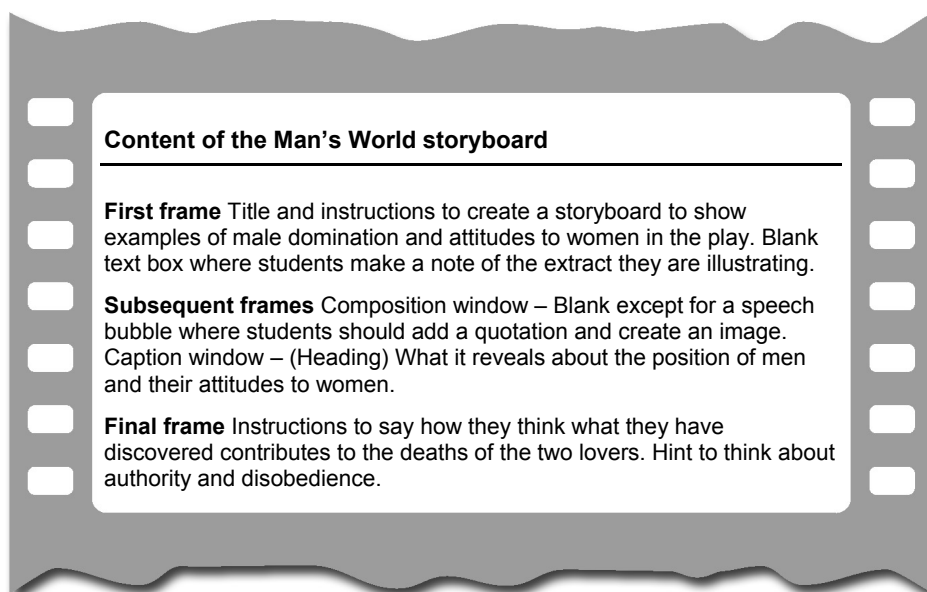 Content of the Man's World storyboard
First frame Title and instructions to create a storyboard to show
examples of male domination and attitudes to women in the play. Blank
text box where students make a note of the extract they are illustrating.
Subsequent frames Composition window – Blank except for a speech
bubble where students should add a quotation and create an image.
Caption window – (Heading) What it reveals about the position of men
and their attitudes to women.
Final frame Instructions to say how they think what they have
discovered contributes to the deaths of the two lovers. Hint to think about
authority and disobedience.